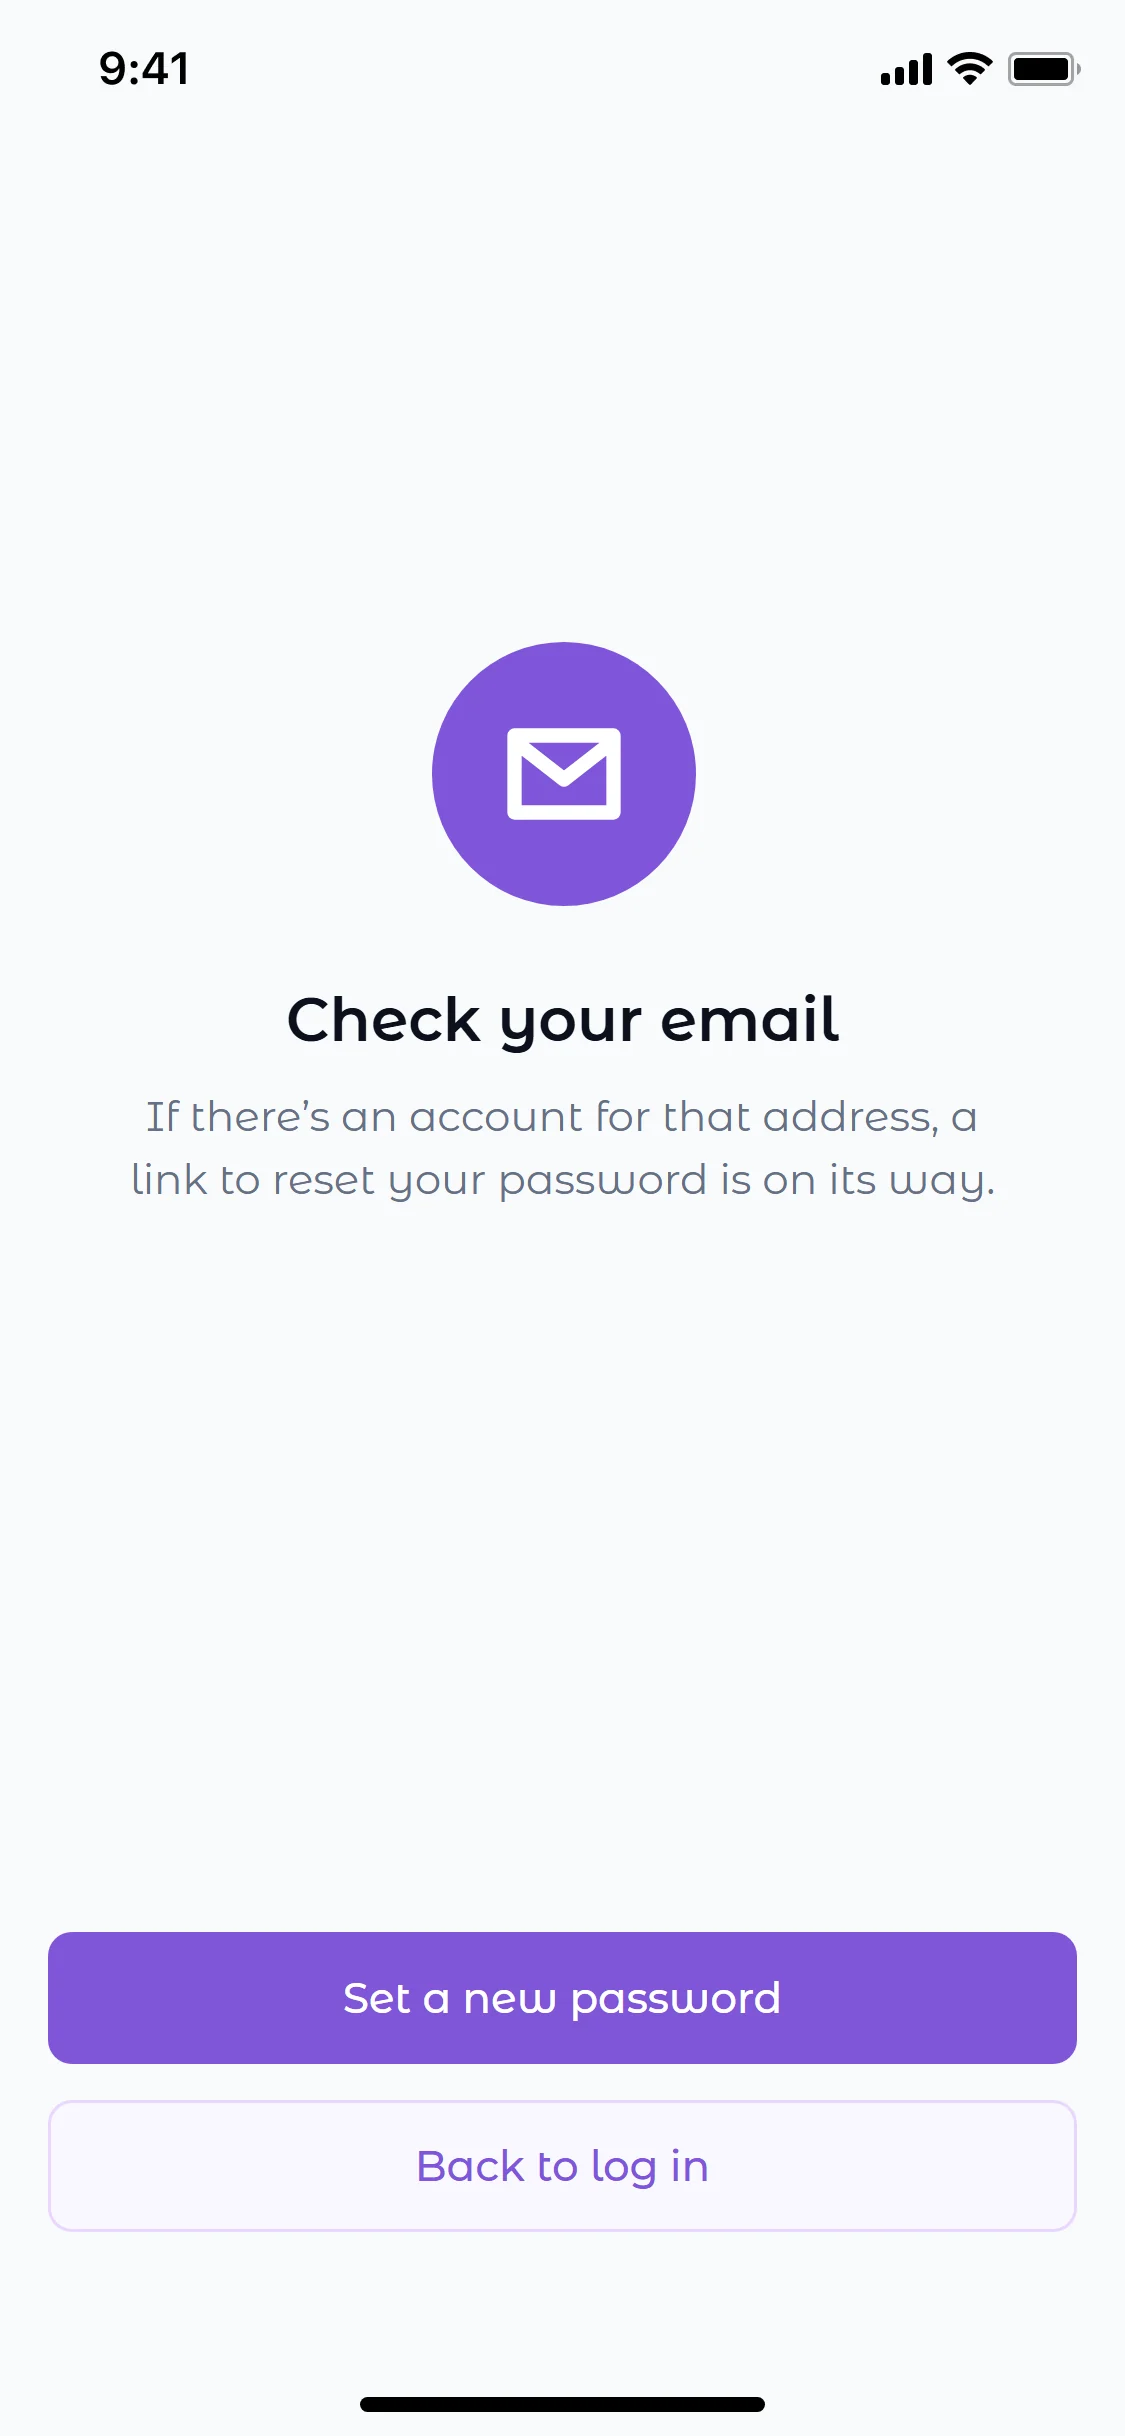 9:41
Check your email
If there’s an account for that address, a
link to reset your password is on its way.
Set a new password
Back to log in